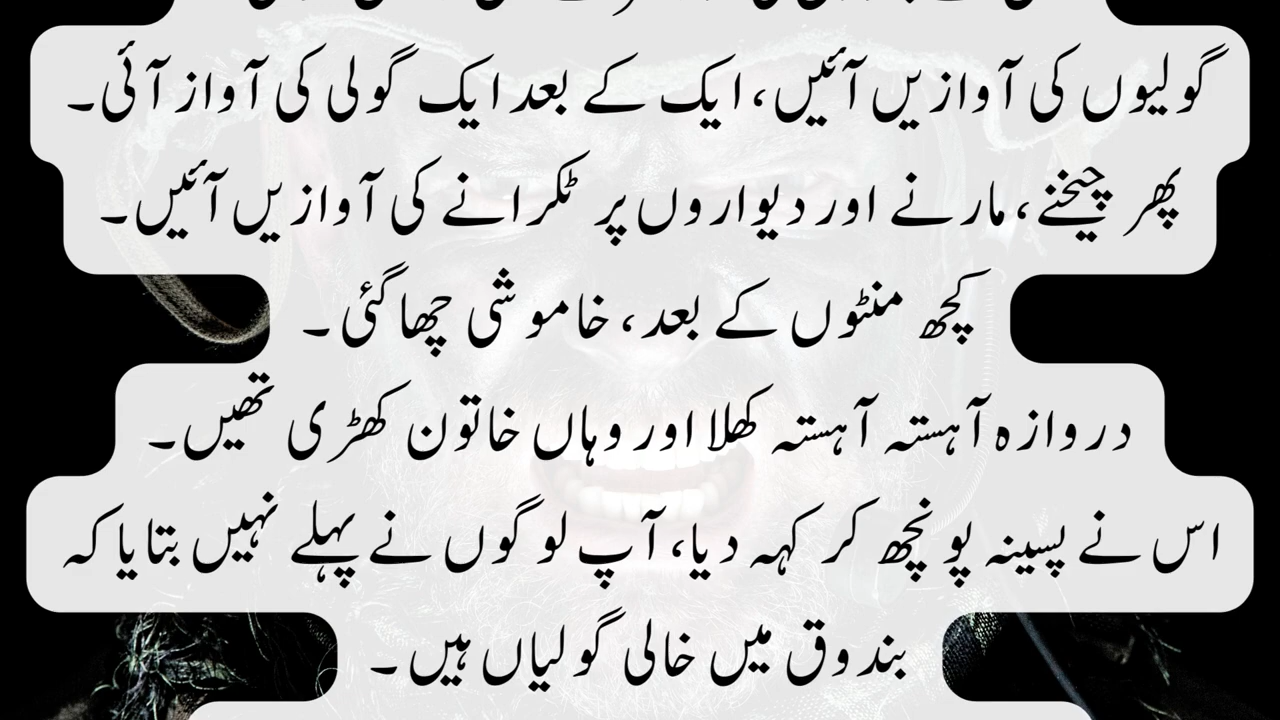 گولیوں کی آوازیں آئیں، ایک کے بعد ایک گولی کی آواز آئی۔
پھر چیخنے، مارنے اور دیواروں پر ٹکرانے کی آوازیں آئیں۔
کچھ منٹوں کے بعد، خاموشی چھا گئی۔
دروازہ آہستہ آہستہ کھلا اور وہاں خاتون کھڑی تھیں۔
اس نے پسینہ پونچھ کر کہہ دیا، آپ لوگوں نے پہلے نہیں بتایا کہ
بندوق میں خالی گولیاں ہیں۔